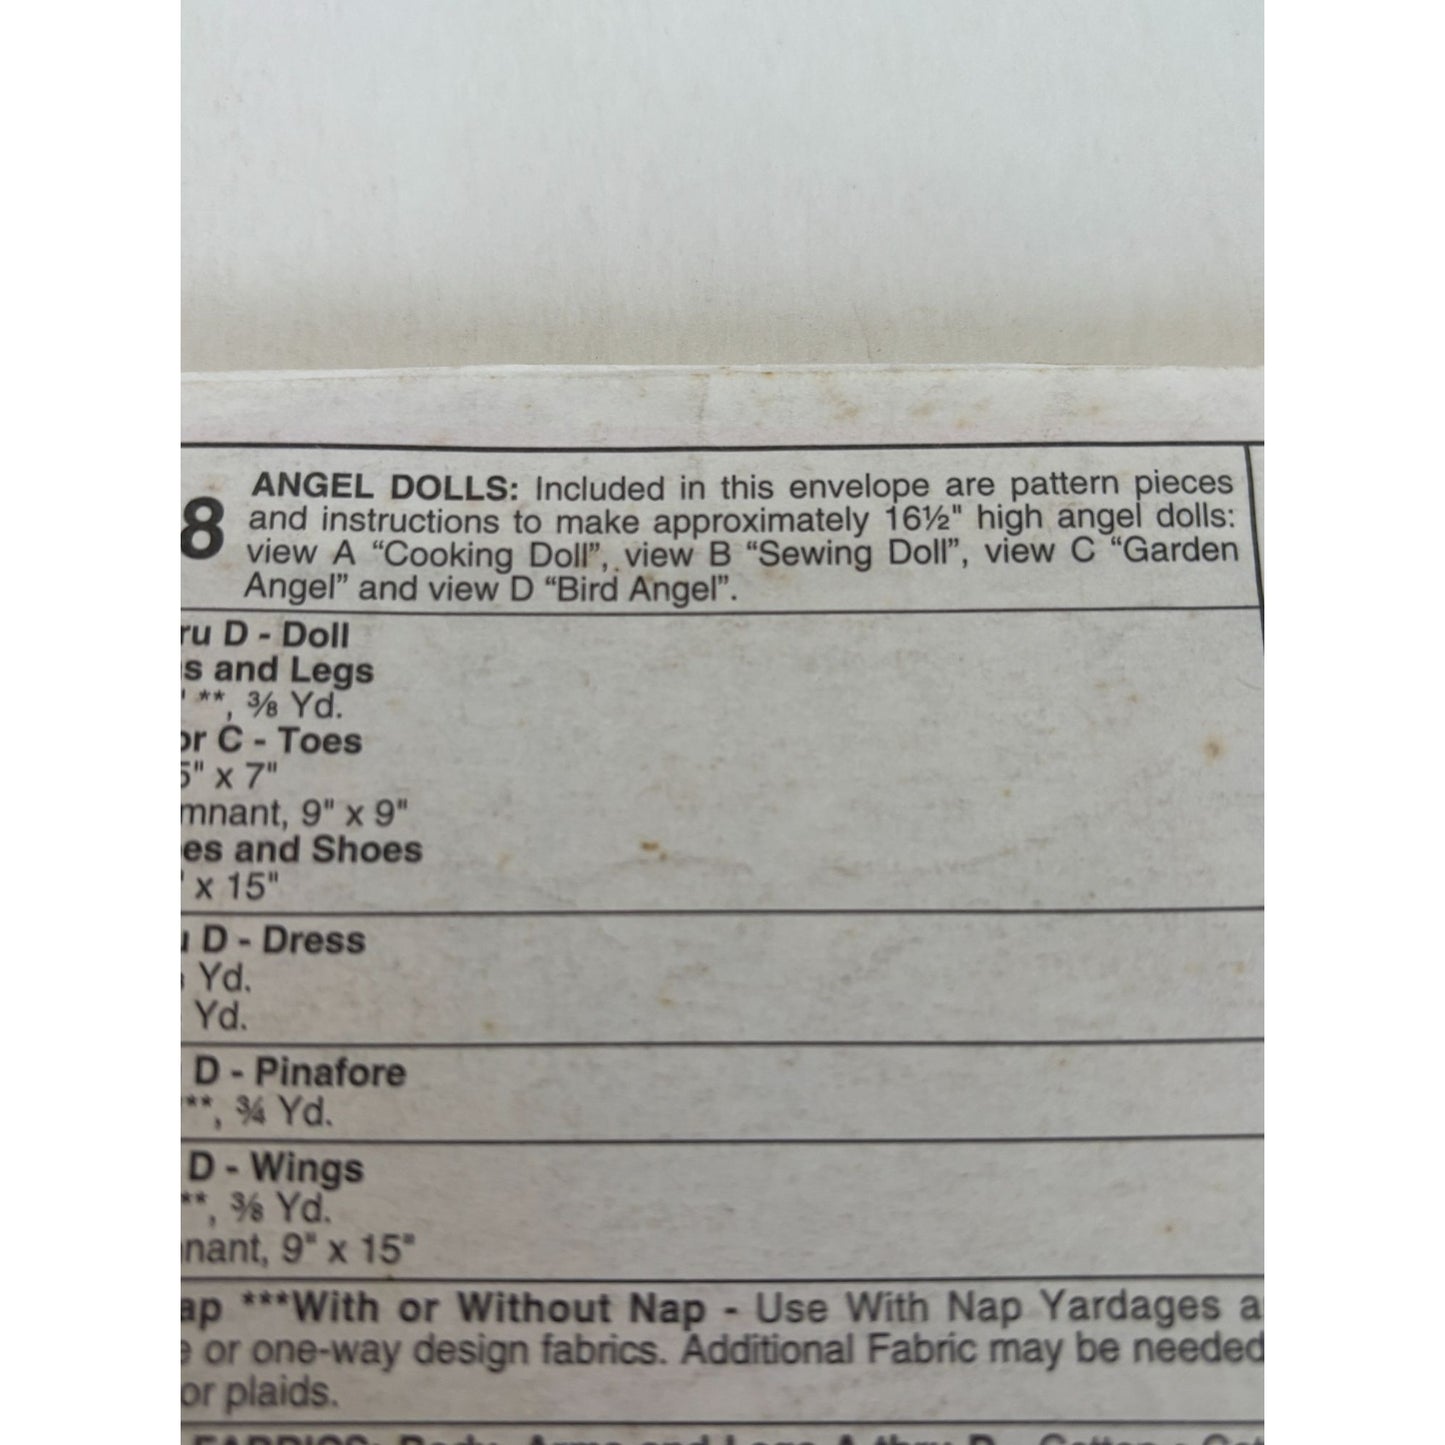 8 ANGEL DOLLS: Included in this envelope are pattern pieces
and instructions to make approximately 16½" high angel dolls:
view A “Cooking Doll”, view B “Sewing Doll”, view C “Garden
Angel” and view D “Bird Angel”.
ru D - Doll
s and Legs
" **, ⅜ Yd.
or C - Toes
5" x 7"
mnant, 9" x 9"
es and Shoes
" x 15"
D - Dress
Yd.
Yd.
D - Pinafore
**, ¾ Yd.
D - Wings
**, ⅜ Yd.
nant, 9" x 15"
ap ***With or Without Nap - Use With Nap Yardages a
e or one-way design fabrics. Additional Fabric may be needed
or plaids.